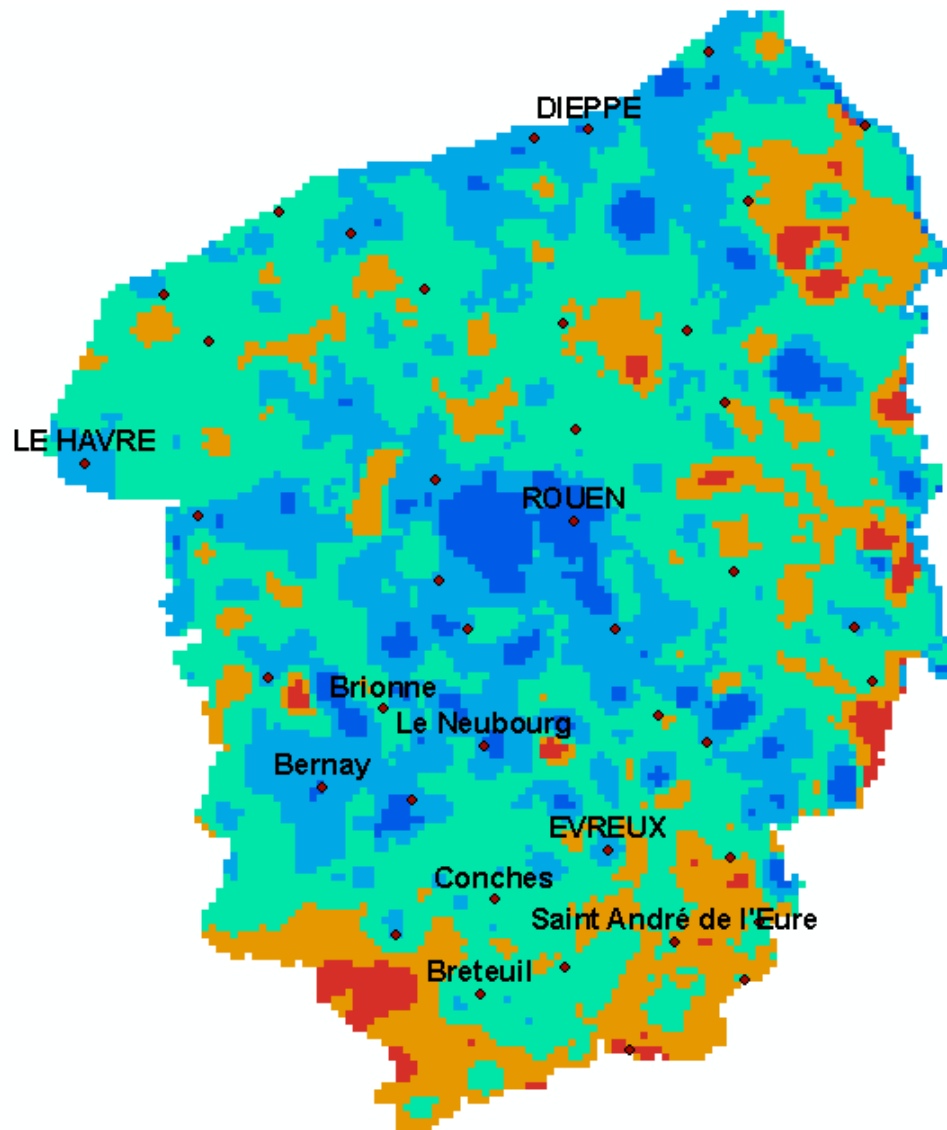 DIEPPE
LE HAVRE
ROUEN
Brionne
Le Neubourg
Bernay
EVREUX
Conches
Saint André de l'Eure
Breteuil